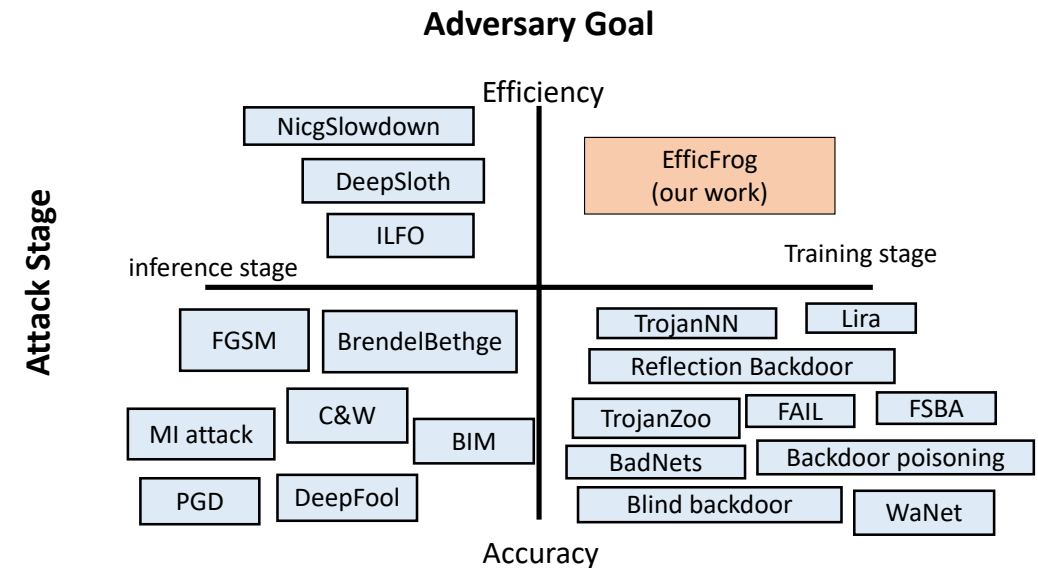 Adversary Goal
Efficiency
NicgSlowdown
DeepSloth
ILFO
EfficFrog
(our work)
Attack Stage
inference stage
Training stage
FGSM
BrendelBethge
C&W
MI attack
BIM
PGD
DeepFool
TrojanNN
Lira
Reflection Backdoor
TrojanZoo
FAIL
FSBA
BadNets
Backdoor poisoning
Blind backdoor
WaNet
Accuracy